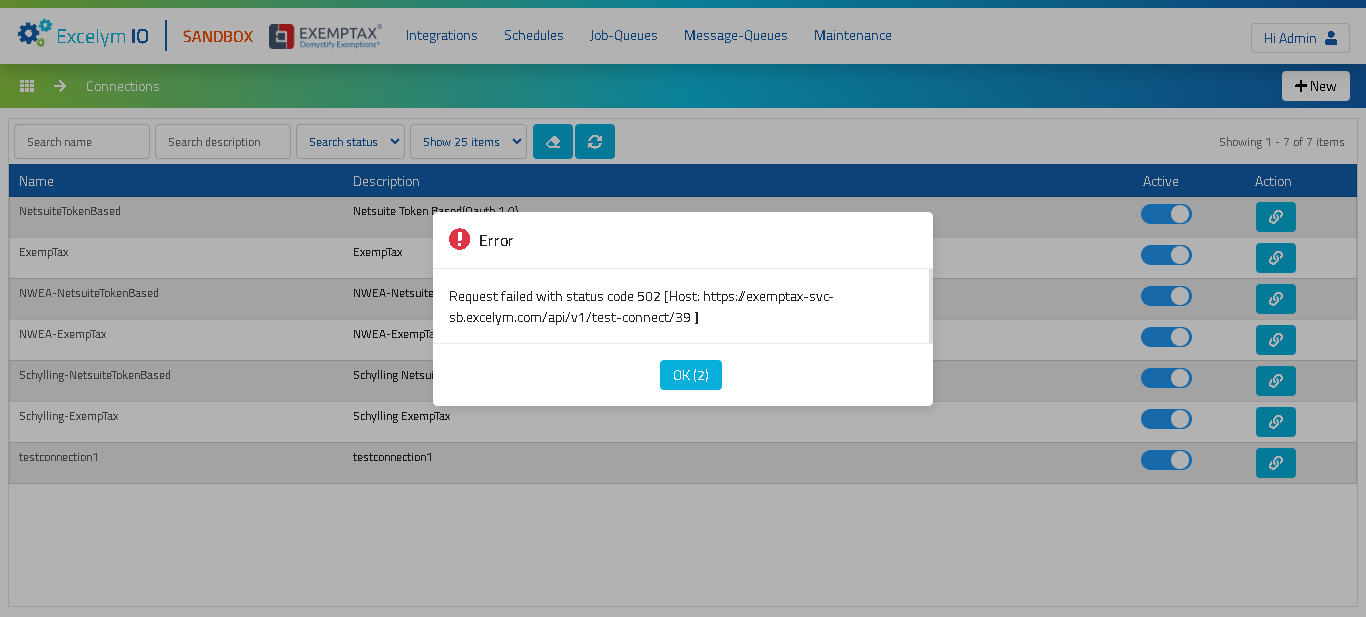 Excelym IO
SANDBOX
EXEMPTAX®
Demystify Exemptions®
Integrations
Schedules
Job-Queues
Message-Queues
Maintenance
Hi Admin
Connections
New
Search name
Search description
Search status
Show 25 items
Showing 1 - 7 of 7 items
Name Description Active Action
NetsuiteTokenBased Netsuite Token Based(Oauth 1.0)
ExempTax ExempTax
NWEA-NetsuiteTokenBased NWEA-Netsuite
NWEA-ExempTax NWEA-ExempTa
Schylling-NetsuiteTokenBased Schylling Netsui
Schylling-ExempTax Schylling ExempTax
testconnection1 testconnection1
Error
Request failed with status code 502 [Host: https://exemptax-svc-
sb.excelym.com/api/v1/test-connect/39 ]
OK (2)